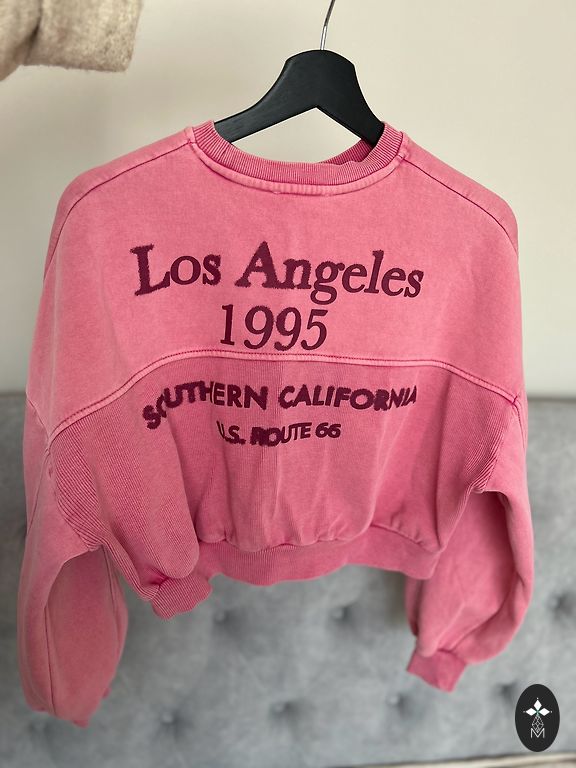 Los Angeles
1995
SOUTHERN CALIFORNIA
U.S. ROUTE 66
M